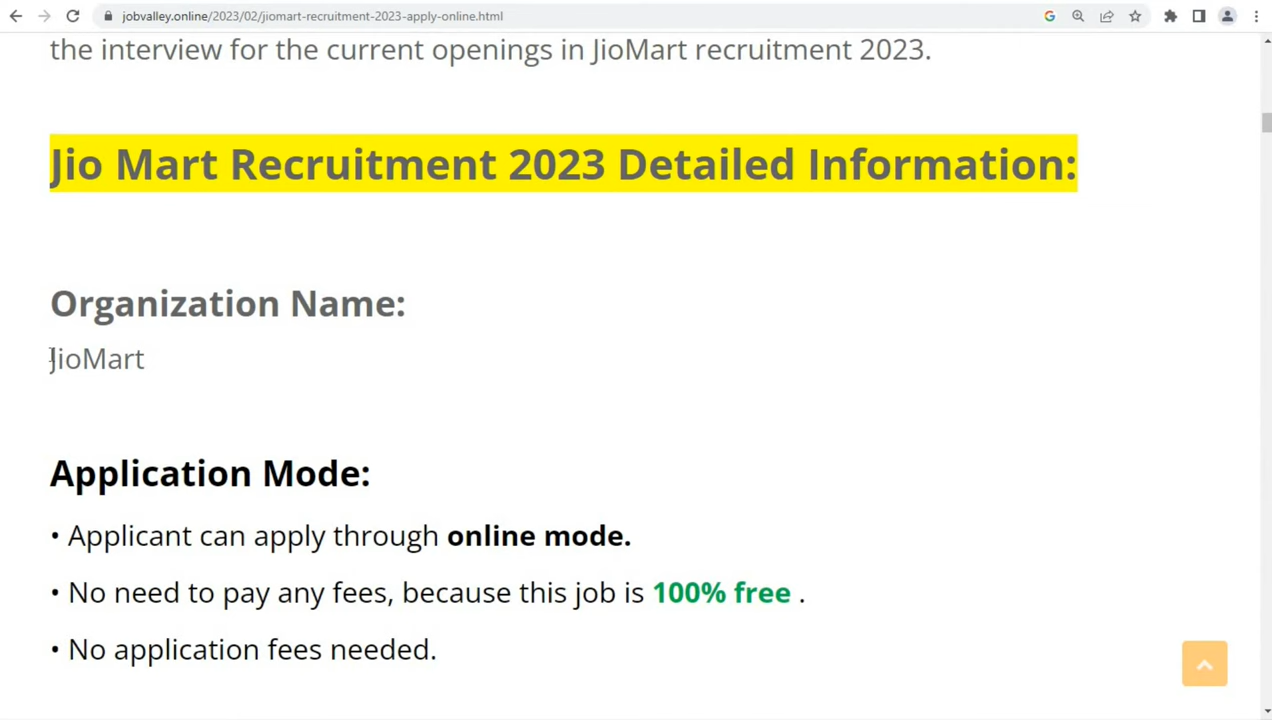 jobvalley.online/2023/02/jiomart-recruitment-2023-apply-online.html
the interview for the current openings in JioMart recruitment 2023.
Jio Mart Recruitment 2023 Detailed Information:
Organization Name:
JioMart
Application Mode:
• Applicant can apply through online mode.
• No need to pay any fees, because this job is 100% free .
• No application fees needed.